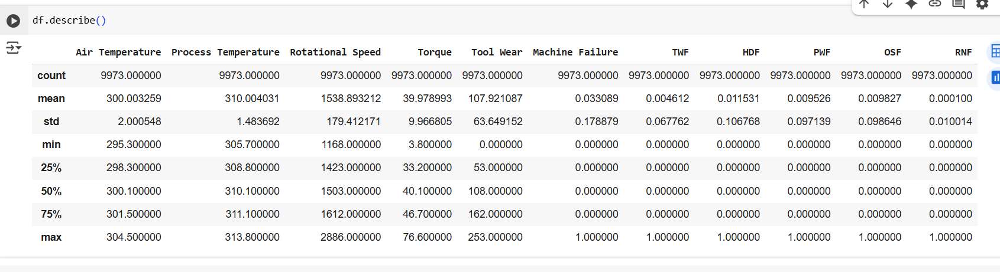 df.describe()
Air Temperature Process Temperature Rotational Speed Torque Tool Wear Machine Failure TWF HDF PWF OSF RNF
count 9973.000000 9973.000000 9973.000000 9973.000000 9973.000000 9973.000000 9973.000000 9973.000000 9973.000000 9973.000000 9973.000000
mean 300.003259 310.004031 1538.893212 39.978993 107.921087 0.033089 0.004612 0.011531 0.009526 0.009827 0.000100
std 2.000548 1.483692 179.412171 9.966805 63.649152 0.178879 0.067762 0.106768 0.097139 0.098646 0.010014
min 295.300000 305.700000 1168.000000 3.800000 0.000000 0.000000 0.000000 0.000000 0.000000 0.000000 0.000000
25% 298.300000 308.800000 1423.000000 33.200000 53.000000 0.000000 0.000000 0.000000 0.000000 0.000000 0.000000
50% 300.100000 310.100000 1503.000000 40.100000 108.000000 0.000000 0.000000 0.000000 0.000000 0.000000 0.000000
75% 301.500000 311.100000 1612.000000 46.700000 162.000000 0.000000 0.000000 0.000000 0.000000 0.000000 0.000000
max 304.500000 313.800000 2886.000000 76.600000 253.000000 1.000000 1.000000 1.000000 1.000000 1.000000 1.000000